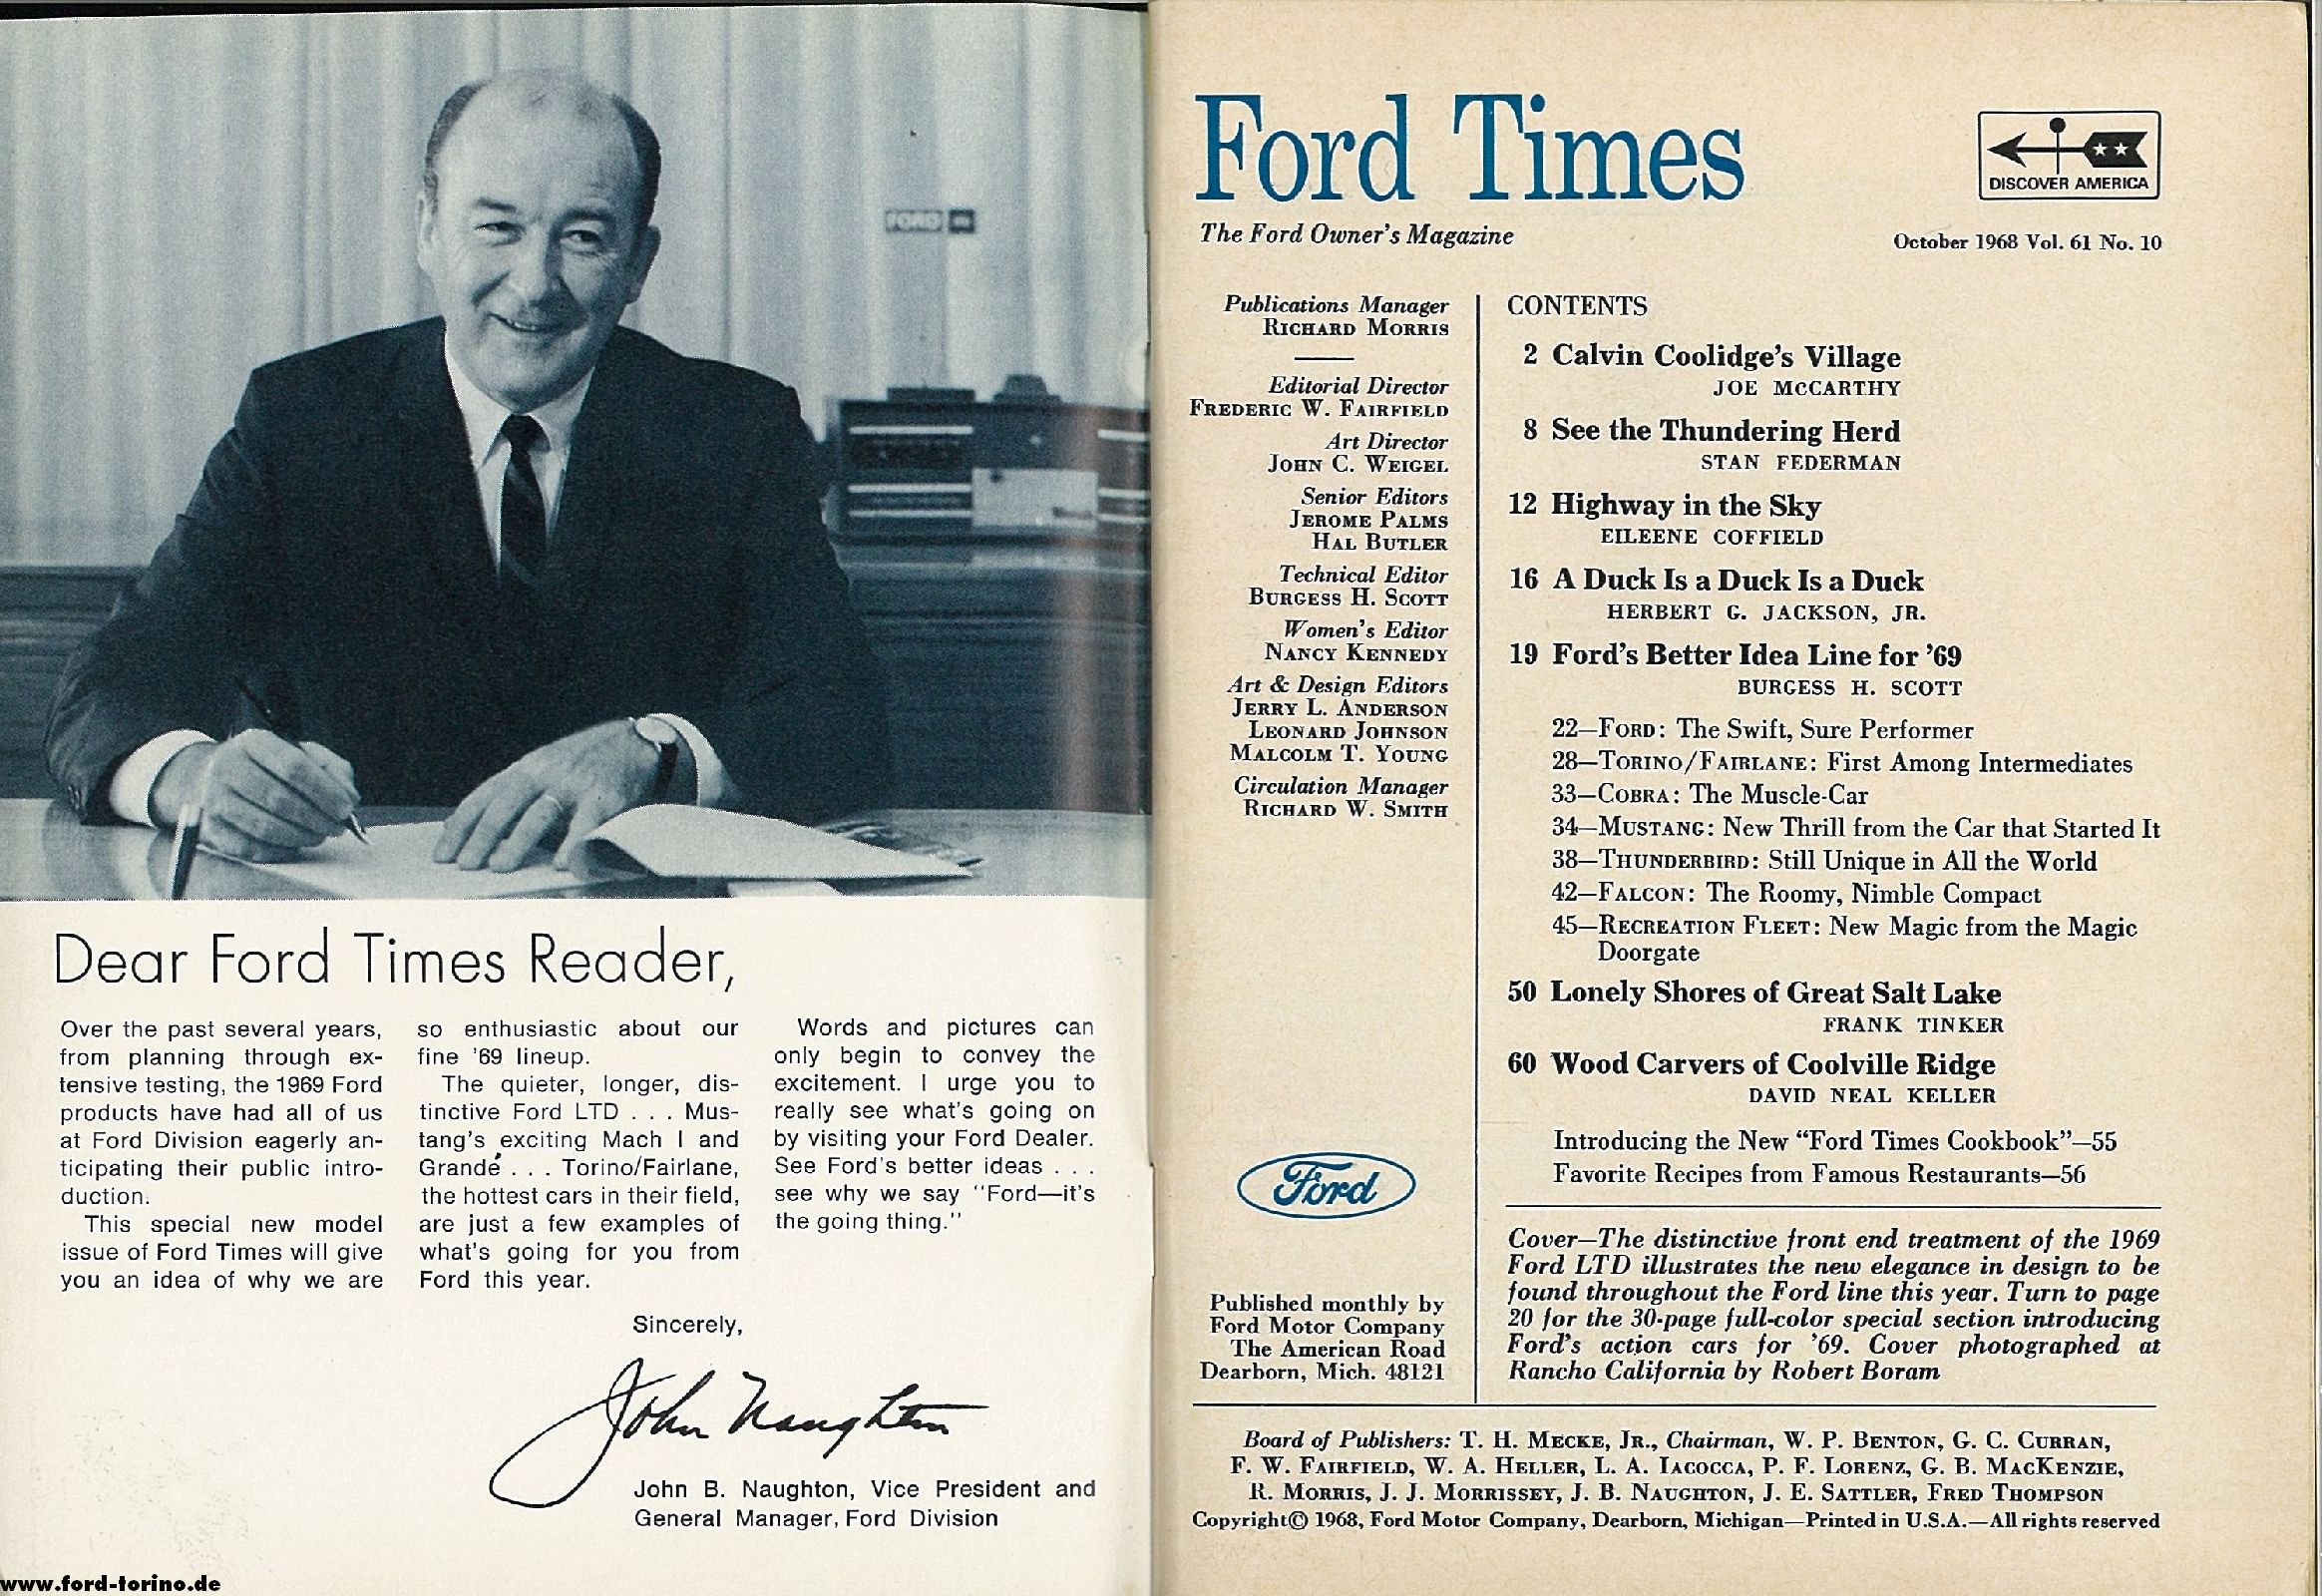 FORD
Dear Ford Times Reader,
Over the past several years,
from planning through ex-
tensive testing, the 1969 Ford
products have had all of us
at Ford Division eagerly an-
ticipating their public intro-
duction.
This special new model
issue of Ford Times will give
you an idea of why we are
so enthusiastic about our
fine '69 lineup.
The quieter, longer, dis-
tinctive Ford LTD . . . Mus-
tang's exciting Mach I and
Grandé . . . Torino/Fairlane,
the hottest cars in their field,
are just a few examples of
what's going for you from
Ford this year.
Words and pictures can
only begin to convey the
excitement. I urge you to
really see what's going on
by visiting your Ford Dealer.
See Ford's better ideas . . .
see why we say "Ford—it's
the going thing."
Sincerely,
John Naughton
John B. Naughton, Vice President and
General Manager, Ford Division
www.ford-torino.de
Ford Times
The Ford Owner's Magazine
DISCOVER AMERICA
October 1968 Vol. 61 No. 10
Publications Manager
RICHARD MORRIS
Editorial Director
FREDERIC W. FAIRFIELD
Art Director
JOHN C. WEIGEL
Senior Editors
JEROME PALMS
HAL BUTLER
Technical Editor
BURGESS H. SCOTT
Women's Editor
NANCY KENNEDY
Art & Design Editors
JERRY L. ANDERSON
LEONARD JOHNSON
MALCOLM T. YOUNG
Circulation Manager
RICHARD W. SMITH
Ford
Published monthly by
Ford Motor Company
The American Road
Dearborn, Mich. 48121
CONTENTS
2 Calvin Coolidge's Village
JOE McCARTHY
8 See the Thundering Herd
STAN FEDERMAN
12 Highway in the Sky
EILEENE COFFIELD
16 A Duck Is a Duck Is a Duck
HERBERT G. JACKSON, JR.
19 Ford's Better Idea Line for '69
BURGESS H. SCOTT
22—FORD: The Swift, Sure Performer
28—TORINO/FAIRLANE: First Among Intermediates
33—COBRA: The Muscle-Car
34—MUSTANG: New Thrill from the Car that Started It
38—THUNDERBIRD: Still Unique in All the World
42—FALCON: The Roomy, Nimble Compact
45—RECREATION FLEET: New Magic from the Magic
Doorgate
50 Lonely Shores of Great Salt Lake
FRANK TINKER
60 Wood Carvers of Coolville Ridge
DAVID NEAL KELLER
Introducing the New "Ford Times Cookbook"—55
Favorite Recipes from Famous Restaurants—56
Cover—The distinctive front end treatment of the 1969
Ford LTD illustrates the new elegance in design to be
found throughout the Ford line this year. Turn to page
20 for the 30-page full-color special section introducing
Ford's action cars for '69. Cover photographed at
Rancho California by Robert Boram
Board of Publishers: T. H. MECKE, JR., Chairman, W. P. BENTON, G. C. CURRAN,
F. W. FAIRFIELD, W. A. HELLER, L. A. IACOCCA, P. F. LORENZ, G. B. MACKENZIE,
R. MORRIS, J. J. MORRISSEY, J. B. NAUGHTON, J. E. SATTLER, FRED THOMPSON
Copyright© 1968, Ford Motor Company, Dearborn, Michigan—Printed in U.S.A.—All rights reserved